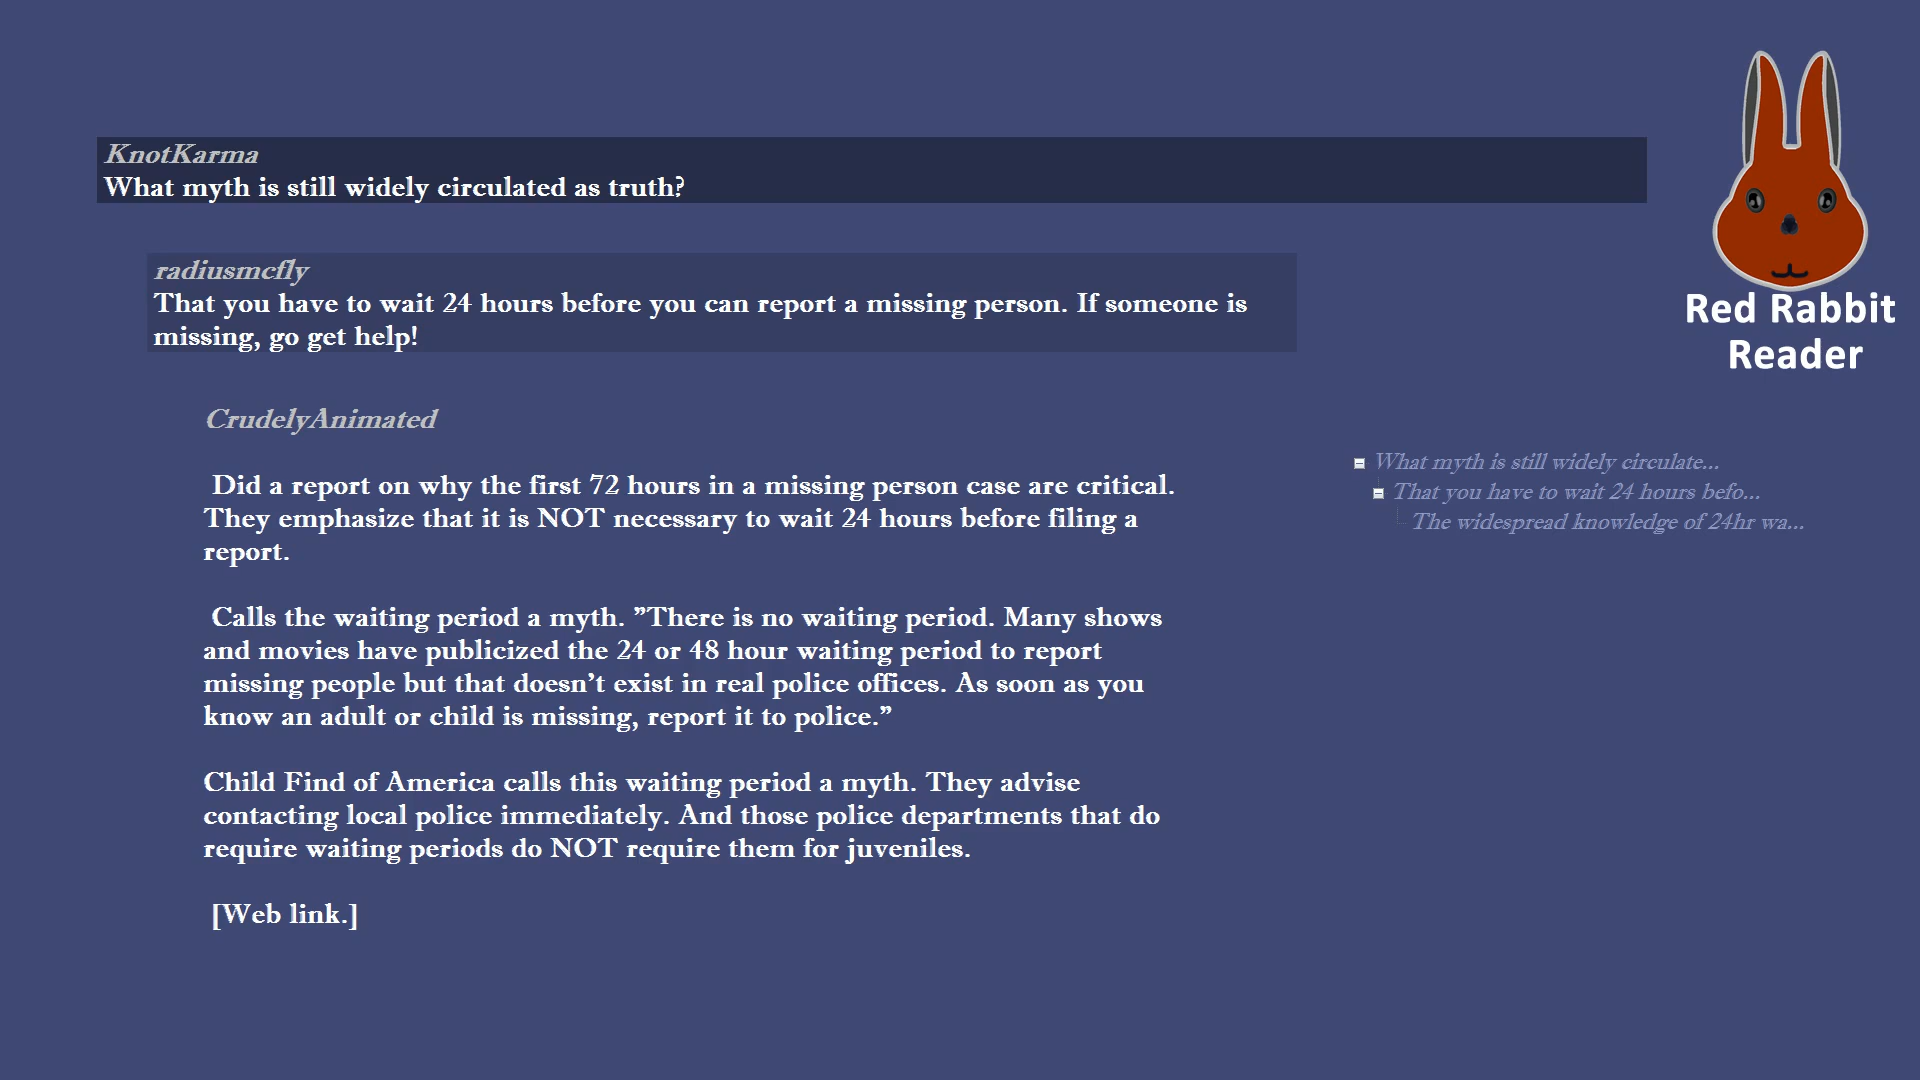 KnotKarma
What myth is still widely circulated as truth?
radiusmcfly
That you have to wait 24 hours before you can report a missing person. If someone is
missing, go get help!
CrudelyAnimated
Did a report on why the first 72 hours in a missing person case are critical.
They emphasize that it is NOT necessary to wait 24 hours before filing a
report.
Calls the waiting period a myth. ”There is no waiting period. Many shows
and movies have publicized the 24 or 48 hour waiting period to report
missing people but that doesn’t exist in real police offices. As soon as you
know an adult or child is missing, report it to police.”
Child Find of America calls this waiting period a myth. They advise
contacting local police immediately. And those police departments that do
require waiting periods do NOT require them for juveniles.
[Web link.]
Red Rabbit
Reader
What myth is still widely circulate...
That you have to wait 24 hours befo...
The widespread knowledge of 24hr wa...